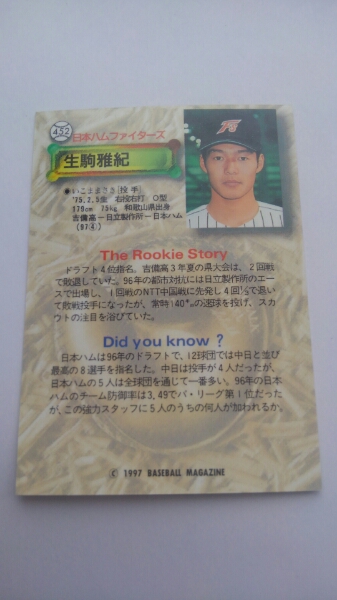 452
日本ハムファイターズ
生駒雅紀
●いこままさき 投手
'75.2.5生 右投右打 O型
179cm 75kg 和歌山県出身
吉備高－日立製作所－日本ハム
(97④)
The Rookie Story
ドラフト4位指名。吉備高3年夏の県大会は、2回戦
で敗退していた。96年の都市対抗には日立製作所のエー
スで出場し、1回戦のNTT中国戦に先発し4回⅓で退い
て敗戦投手になったが、常時140㌔の速球を投げ、スカ
ウトの注目を浴びていた。
Did you know ?
日本ハムは96年のドラフトで、12球団では中日と並び
最高の8選手を指名した。中日は投手が4人だったが、
日本ハムの5人は全球団を通じて一番多い。96年の日本
ハムのチーム防御率は3.49でパ・リーグ第1位だった
が、この強力スタッフに5人のうちの何人が加われるか。
© 1997 BASEBALL MAGAZINE